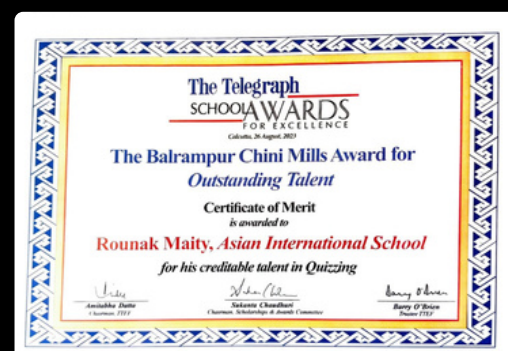 The Telegraph
SCHOOL AWARDS
FOR EXCELLENCE
Calcutta, 26 August, 2023
The Balrampur Chini Mills Award for
Outstanding Talent
Certificate of Merit
is awarded to
Rounak Maity, Asian International School
for his creditable talent in Quizzing
Amitabha Datta Sukanta Chaudhuri Barry O'Brien
Chairman, TTEF Chairman, Scholarships & Awards Committee Trustee TTEF